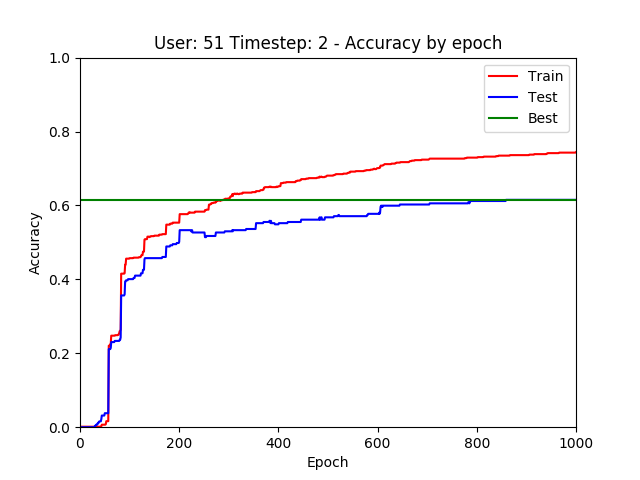 User: 51 Timestep: 2 - Accuracy by epoch
1.0
0.8
0.6
0.4
0.2
0.0
Accuracy
Train
Test
Best
0 200 400 600 800 1000
Epoch